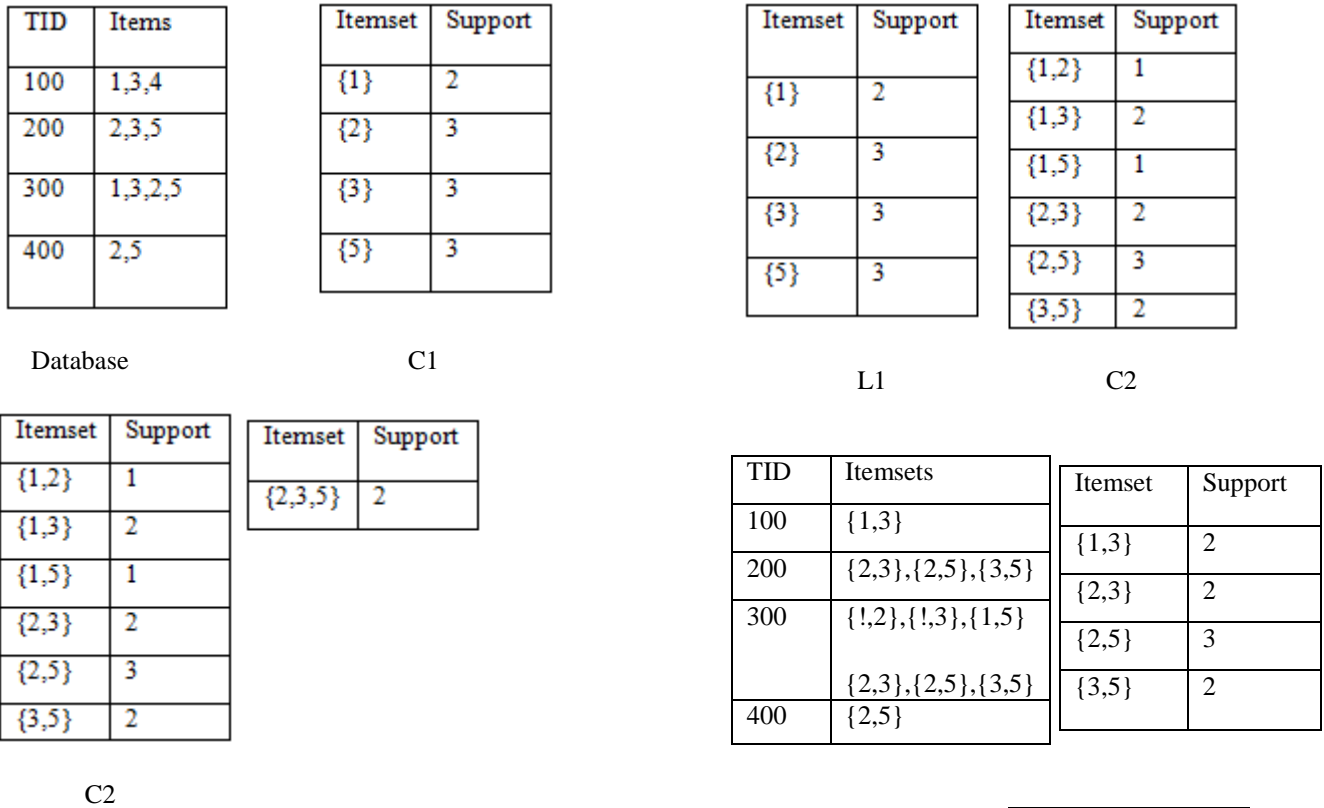 TID Items
100 1,3,4
200 2,3,5
300 1,3,2,5
400 2,5
Database
Itemset Support
{1} 2
{2} 3
{3} 3
{5} 3
C1
Itemset Support
{1} 2
{2} 3
{3} 3
{5} 3
L1
Itemset Support
{1,2} 1
{1,3} 2
{1,5} 1
{2,3} 2
{2,5} 3
{3,5} 2
C2
Itemset Support
{1,2} 1
{1,3} 2
{1,5} 1
{2,3} 2
{2,5} 3
{3,5} 2
C2
Itemset Support
{2,3,5} 2
TID Itemsets
100 {1,3}
200 {2,3},{2,5},{3,5}
300 {!,2},{!,3},{1,5}
{2,3},{2,5},{3,5}
400 {2,5}
Itemset Support
{1,3} 2
{2,3} 2
{2,5} 3
{3,5} 2